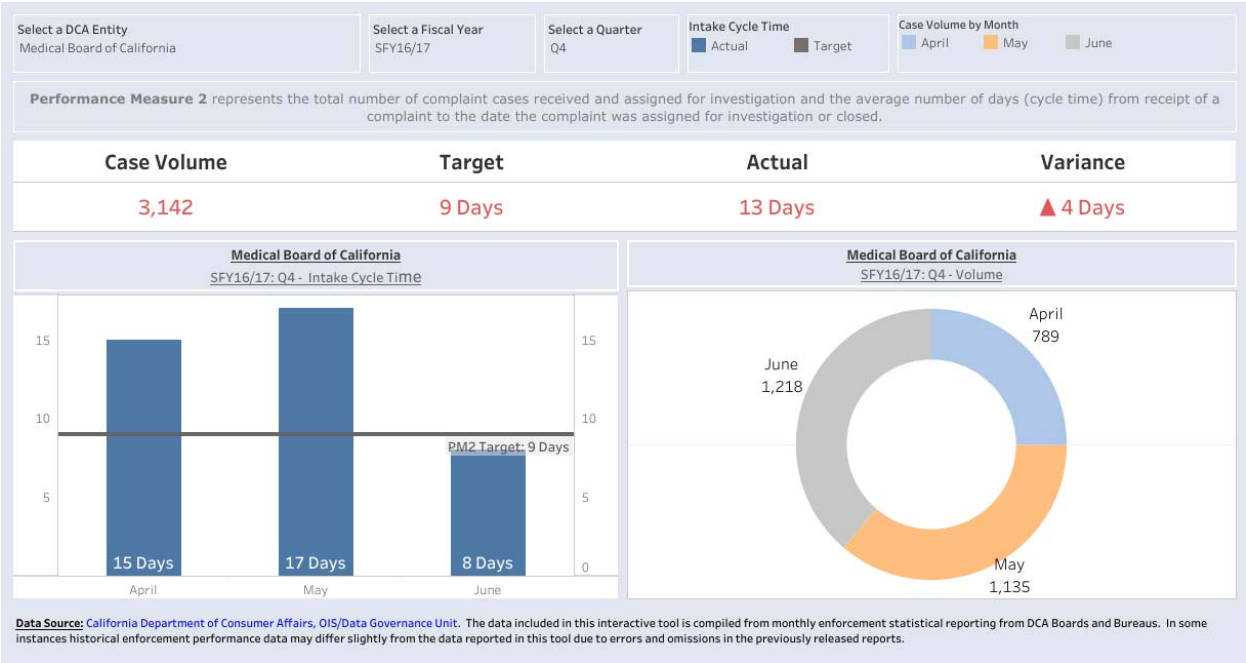 Select a DCA Entity
Medical Board of California
Select a Fiscal Year
SFY16/17
Select a Quarter
Q4
Intake Cycle Time
Actual
Target
Case Volume by Month
April
May
June
Performance Measure 2 represents the total number of complaint cases received and assigned for investigation and the average number of days (cycle time) from receipt of a
complaint to the date the complaint was assigned for investigation or closed.
Case Volume
Target
Actual
Variance
3,142
9 Days
13 Days
▲ 4 Days
Medical Board of California
SFY16/17: Q4 - Intake Cycle Time
15
10
5
15
10
5
0
PM2 Target: 9 Days
15 Days
17 Days
8 Days
April
May
June
Medical Board of California
SFY16/17: Q4 - Volume
April
789
June
1,218
May
1,135
Data Source: California Department of Consumer Affairs, OIS/Data Governance Unit. The data included in this interactive tool is compiled from monthly enforcement statistical reporting from DCA Boards and Bureaus. In some
instances historical enforcement performance data may differ slightly from the data reported in this tool due to errors and omissions in the previously released reports.